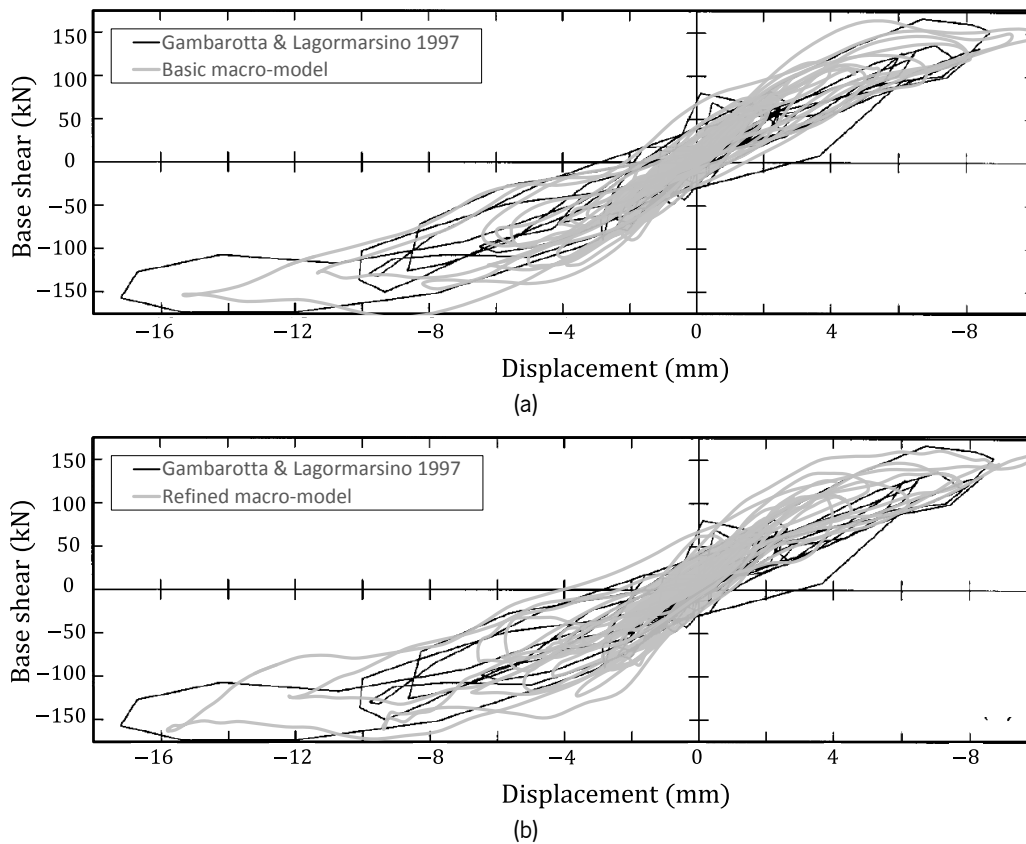 Gambarotta & Lagormarsino 1997
Basic macro-model
Base shear (kN)
150
100
50
0
−50
−100
−150
−16
−12
−8
−4
0
4
−8
Displacement (mm)
(a)
Gambarotta & Lagormarsino 1997
Refined macro-model
Base shear (kN)
150
100
50
0
−50
−100
−150
−16
−12
−8
−4
0
4
−8
Displacement (mm)
(b)